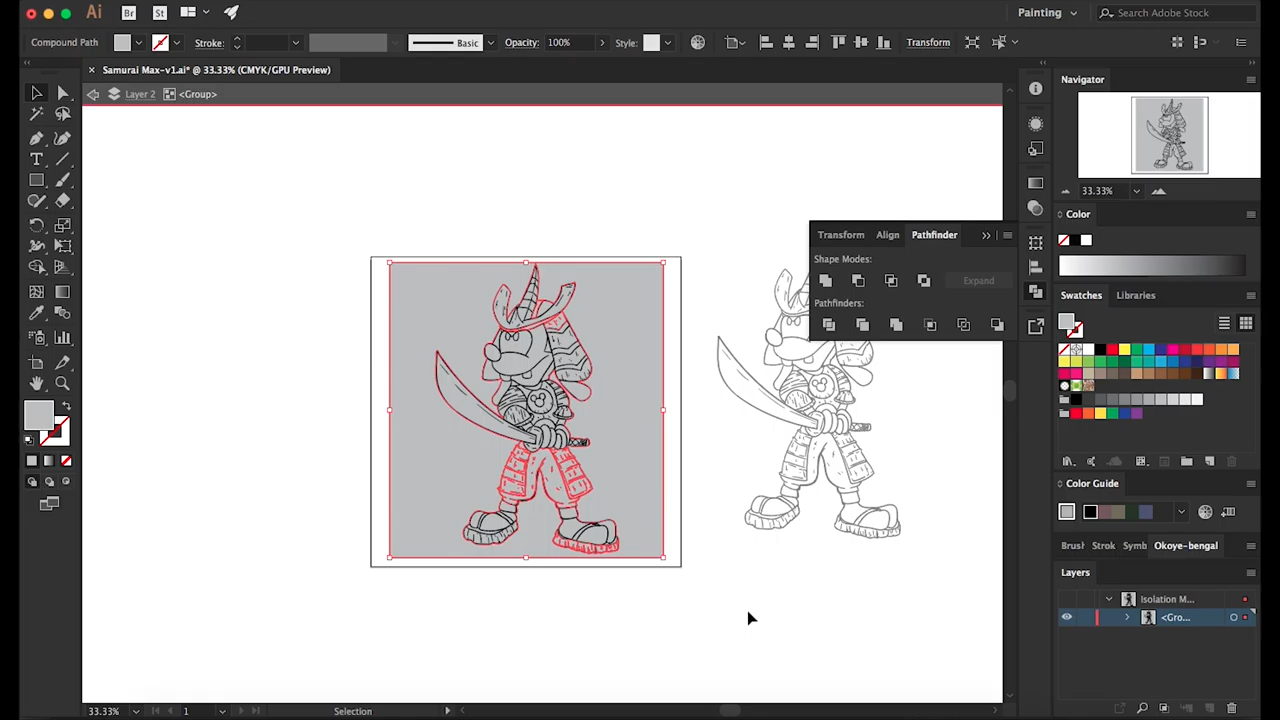 Ai Br St Painting Search Adobe Stock
Compound Path Stroke: Basic Opacity: 100% Style: Transform
× Samurai Max-v1.ai* @ 33.33% (CMYK/GPU Preview)
Layer 2 <Group>
Navigator
33.33%
Color
Transform Align Pathfinder
Shape Modes:
Expand
Pathfinders:
Swatches Libraries
Color Guide
Brush Strok Symb Okoye-bengal
Layers
Isolation M...
<Gro...
33.33% 1 Selection